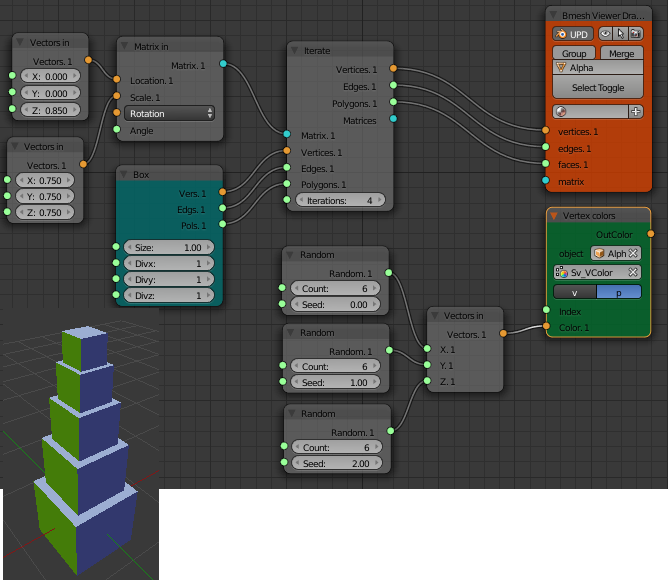 Vectors in
Vectors. 1
X: 0.000
Y: 0.000
Z: 0.850
Vectors in
Vectors. 1
X: 0.750
Y: 0.750
Z: 0.750
Matrix in
Matrix. 1
Location. 1
Scale. 1
Rotation
Angle
Box
Vers. 1
Edgs. 1
Pols. 1
Size: 1.00
Divx: 1
Divy: 1
Divz: 1
Iterate
Vertices. 1
Edges. 1
Polygons. 1
Matrices
Matrix. 1
Vertices. 1
Edges. 1
Polygons. 1
Iterations: 4
Random
Random. 1
Count: 6
Seed: 0.00
Random
Random. 1
Count: 6
Seed: 1.00
Random
Random. 1
Count: 6
Seed: 2.00
Vectors in
Vectors. 1
X. 1
Y. 1
Z. 1
Bmesh Viewer Dra...
UPD
Group Merge
Alpha
Select Toggle
vertices. 1
edges. 1
faces. 1
matrix
Vertex colors
OutColor
object Alph
Sv_VColor
v p
Index
Color. 1